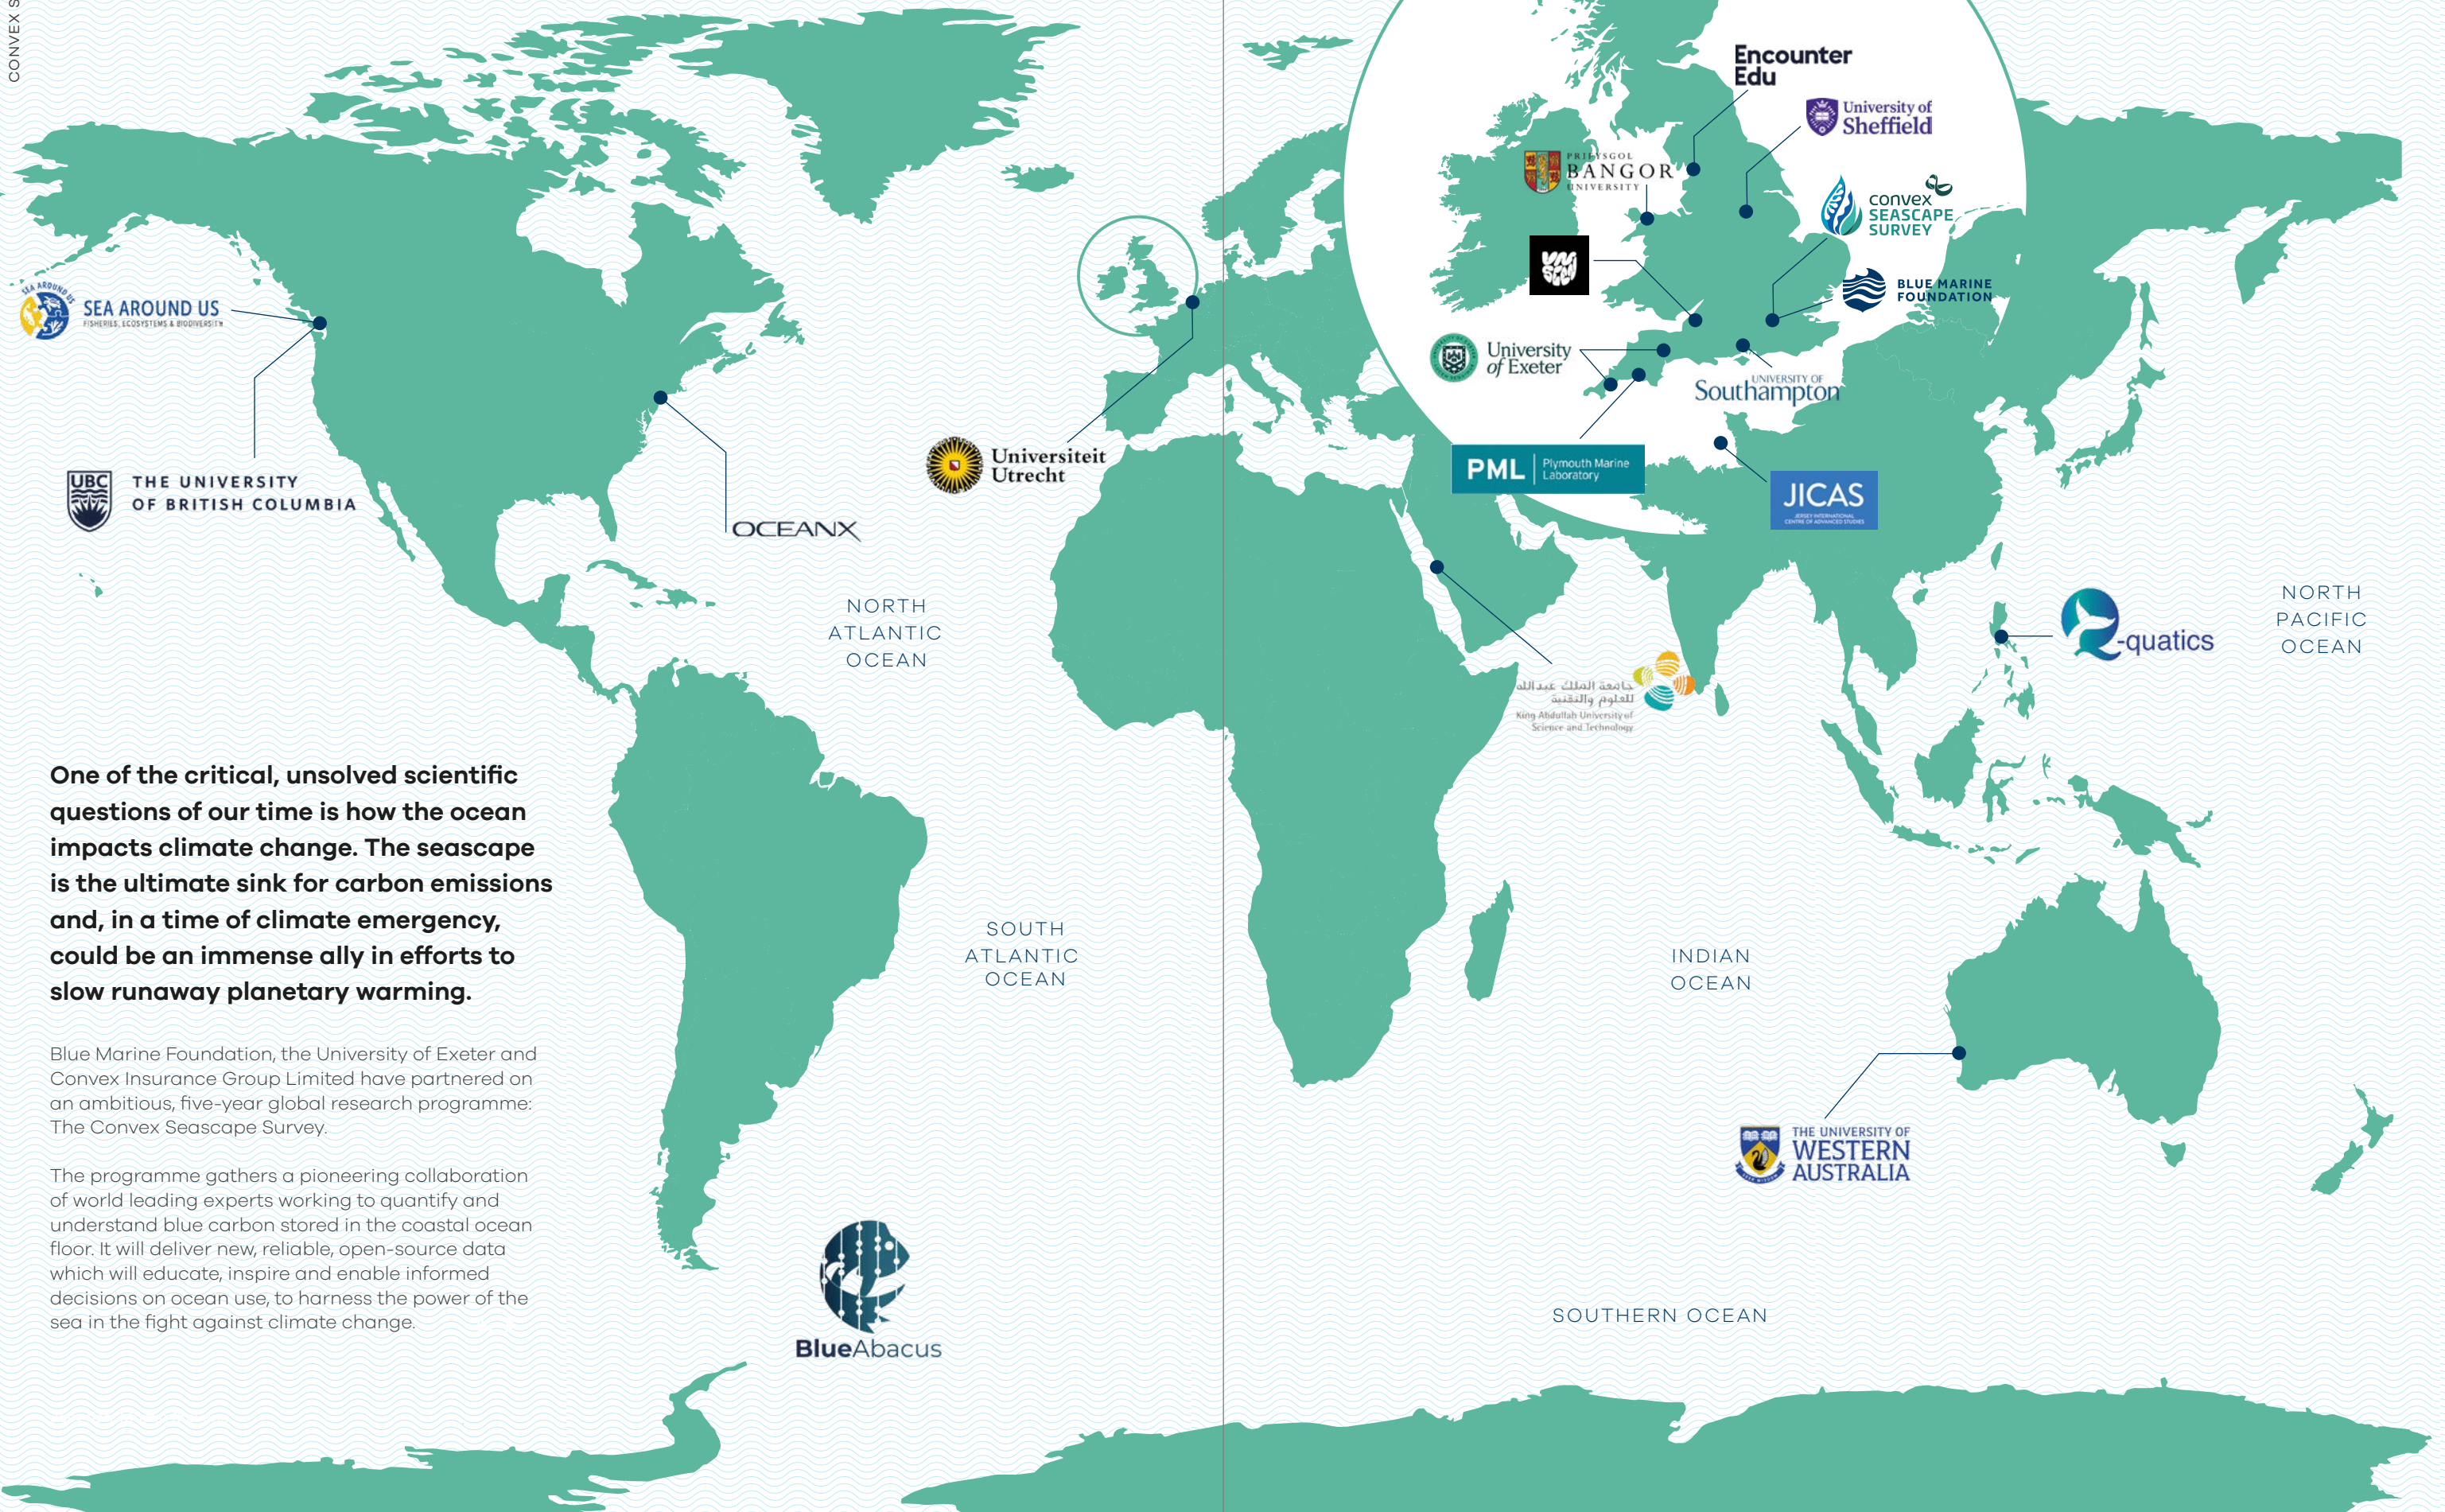 CONVEX S
Encounter
Edu
University of
Sheffield
PRIFYSGOL
BANGOR
UNIVERSITY
convex
SEASCAPE
SURVEY
BLUE MARINE
FOUNDATION
SEA AROUND US
SEA AROUND US
FISHERIES, ECOSYSTEMS & BIODIVERSITY
University
of Exeter
UNIVERSITY OF
Southampton
Universiteit
Utrecht
PML
Plymouth Marine
Laboratory
UBC
THE UNIVERSITY
OF BRITISH COLUMBIA
JICAS
JERSEY INTERNATIONAL
CENTRE OF ADVANCED STUDIES
OCEANX
NORTH
ATLANTIC
OCEAN
NORTH
PACIFIC
OCEAN
Q-quatics
جامعة الملك عبدالله
للعلوم والتقنية
King Abdullah University of
Science and Technology
One of the critical, unsolved scientific
questions of our time is how the ocean
impacts climate change. The seascape
is the ultimate sink for carbon emissions
and, in a time of climate emergency,
could be an immense ally in efforts to
slow runaway planetary warming.
SOUTH
ATLANTIC
OCEAN
INDIAN
OCEAN
Blue Marine Foundation, the University of Exeter and
Convex Insurance Group Limited have partnered on
an ambitious, five-year global research programme:
The Convex Seascape Survey.
The programme gathers a pioneering collaboration
of world leading experts working to quantify and
understand blue carbon stored in the coastal ocean
floor. It will deliver new, reliable, open-source data
which will educate, inspire and enable informed
decisions on ocean use, to harness the power of the
sea in the fight against climate change.
THE UNIVERSITY OF
WESTERN
AUSTRALIA
BlueAbacus
SOUTHERN OCEAN